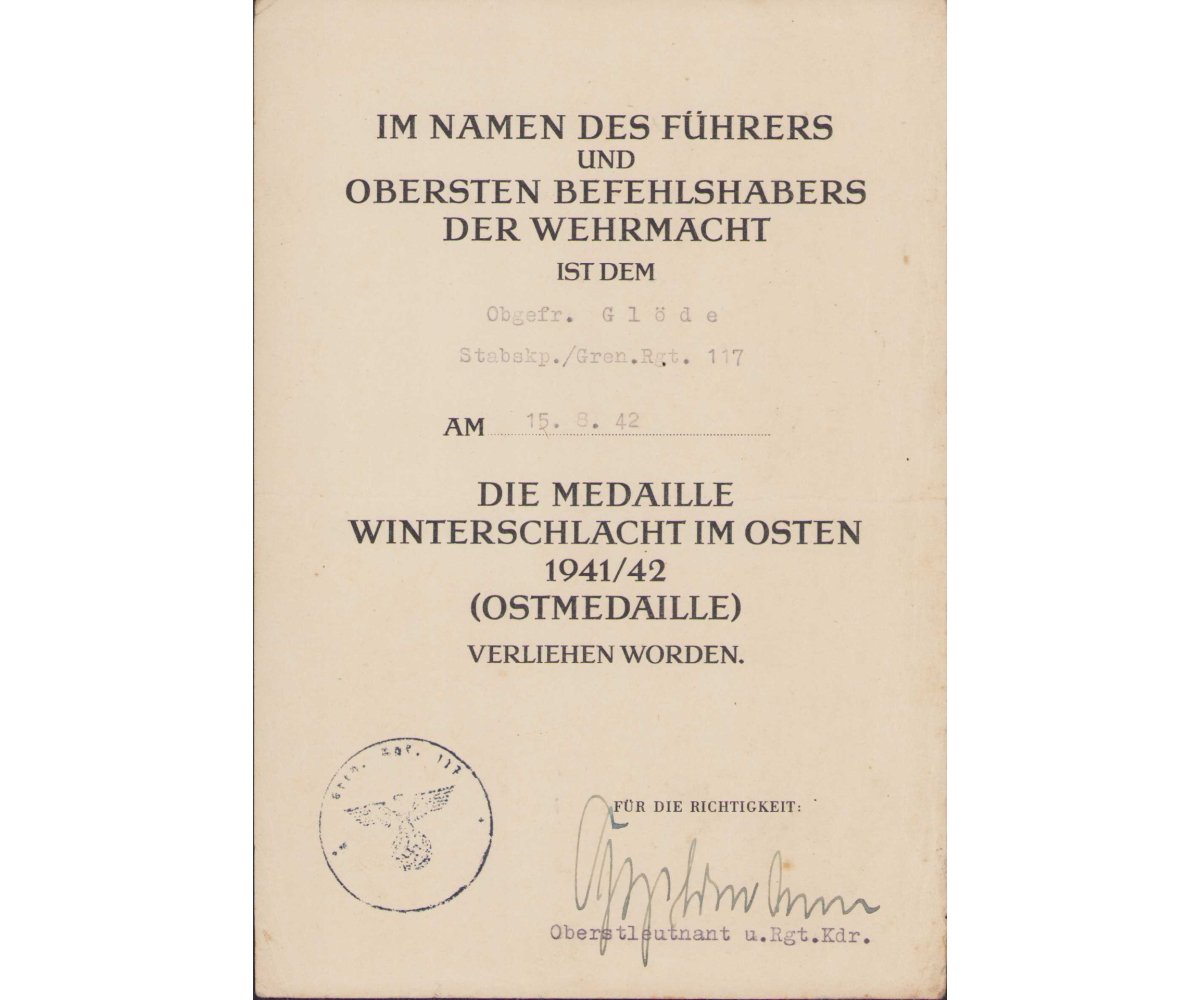 IM NAMEN DES FÜHRERS
UND
OBERSTEN BEFEHLSHABERS
DER WEHRMACHT
IST DEM
Obgefr. Glöde
Stabskp./Gren.Rgt. 117
AM 15. 8. 42
DIE MEDAILLE
WINTERSCHLACHT IM OSTEN
1941/42
(OSTMEDAILLE)
VERLIEHEN WORDEN.
Gren. Rgt. 117
FÜR DIE RICHTIGKEIT:
Oberstleutnant u.Rgt.Kdr.